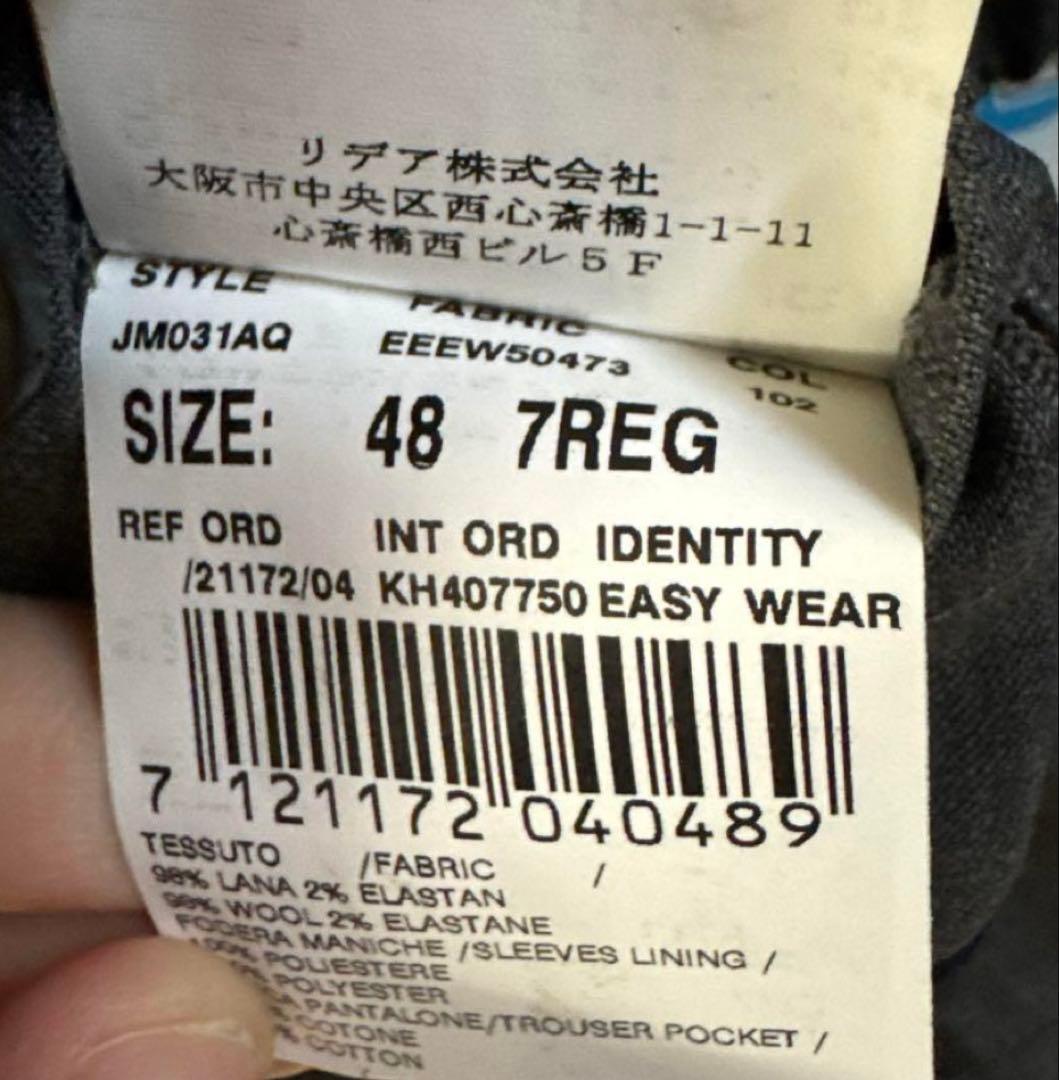 リデア株式会社
大阪市中央区西心斎橋1-1-11
心斎橋西ビル5F
STYLE FABRIC COL
JM031AQ EEEW50473 102
SIZE: 48 7REG
REF ORD INT ORD IDENTITY
/21172/04 KH407750 EASY WEAR
7 121172 040489
TESSUTO /FABRIC /
98% LANA 2% ELASTAN
98% WOOL 2% ELASTANE
FODERA MANICHE /SLEEVES LINING /
100% POLIESTERE
POLYESTER
PANTALONE/TROUSER POCKET /
COTONE
% COTTON